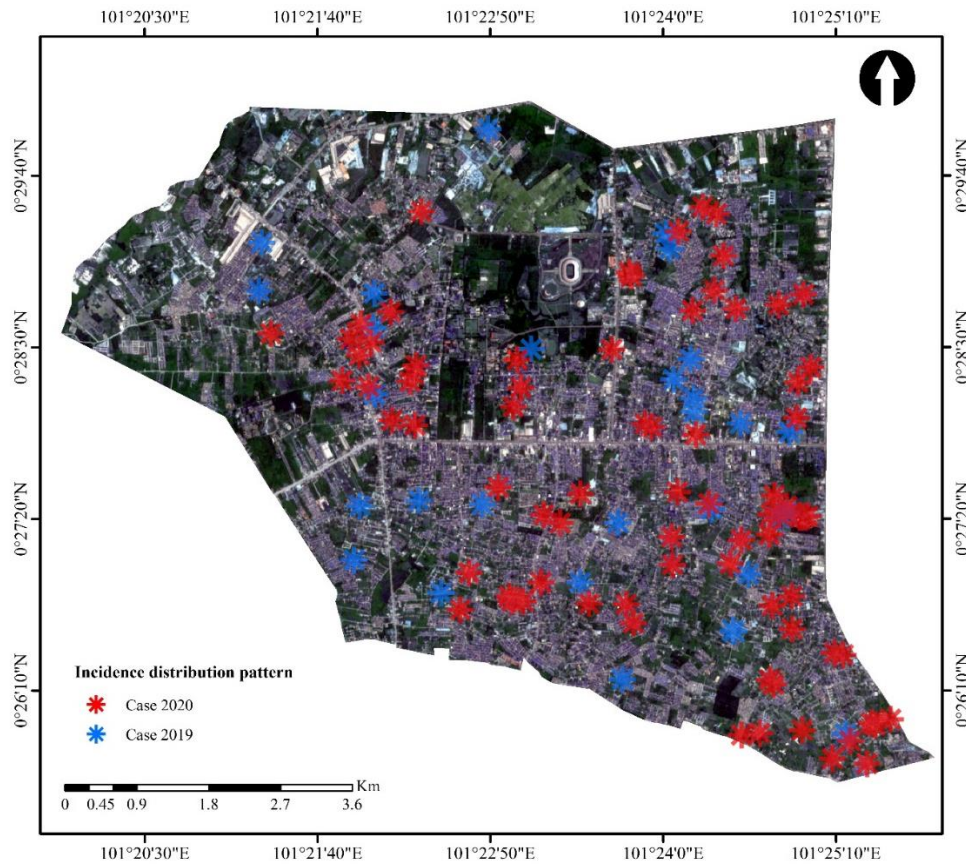 101°20'30"E 101°21'40"E 101°22'50"E 101°24'0"E 101°25'10"E
0°29'40"N 0°29'40"N
0°28'30"N 0°28'30"N
0°27'20"N 0°27'20"N
0°26'10"N 0°26'10"N
Incidence distribution pattern
Case 2020
Case 2019
Km
0 0.45 0.9 1.8 2.7 3.6
101°20'30"E 101°21'40"E 101°22'50"E 101°24'0"E 101°25'10"E